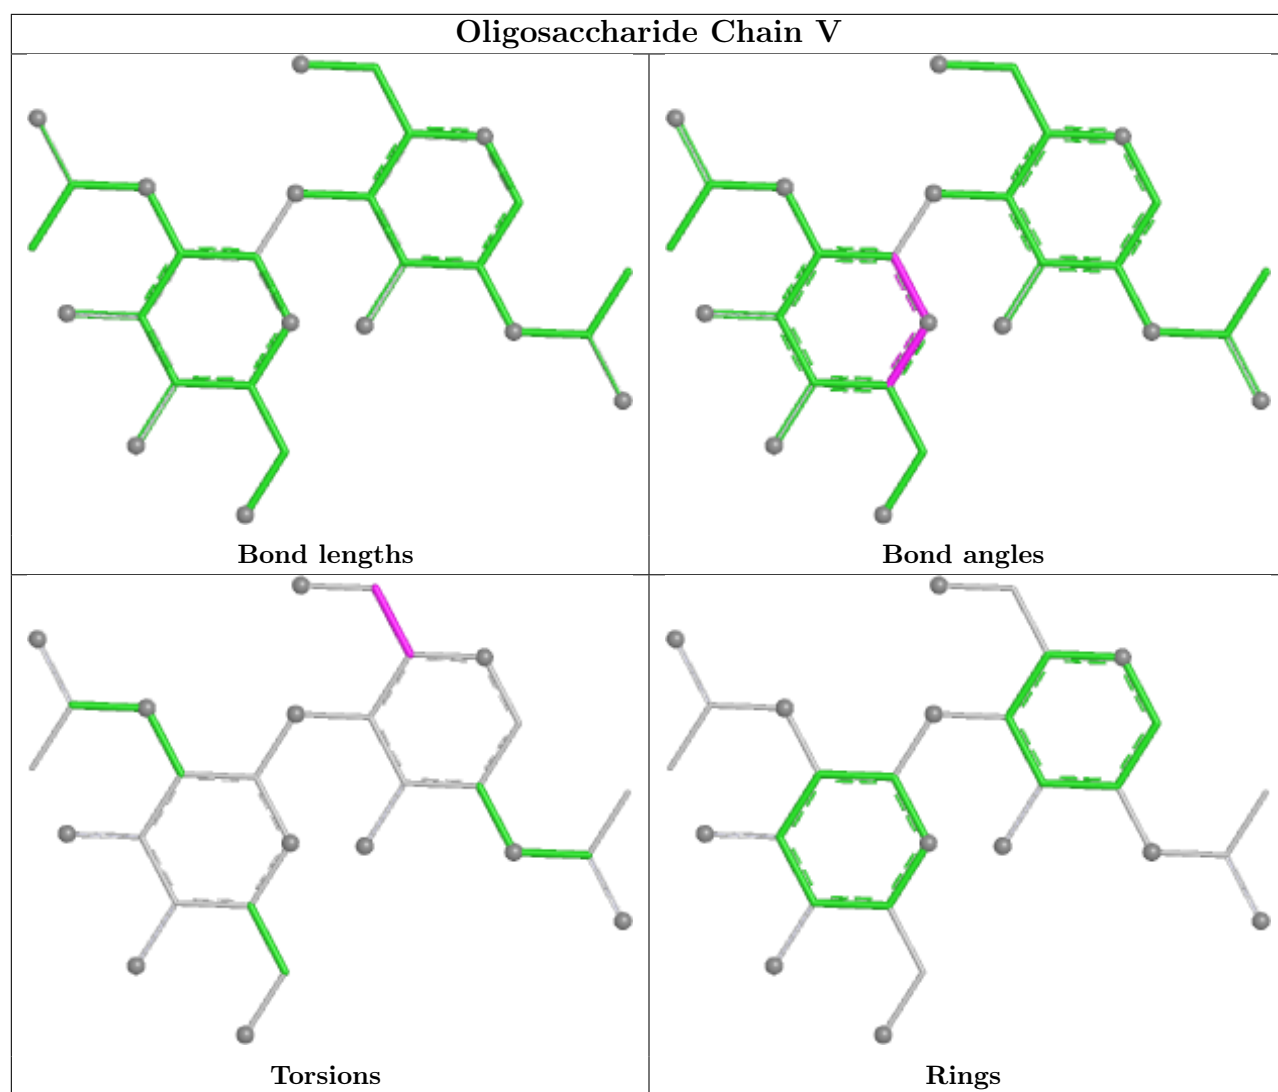 Oligosaccharide Chain V
Bond lengths
Bond angles
Torsions
Rings